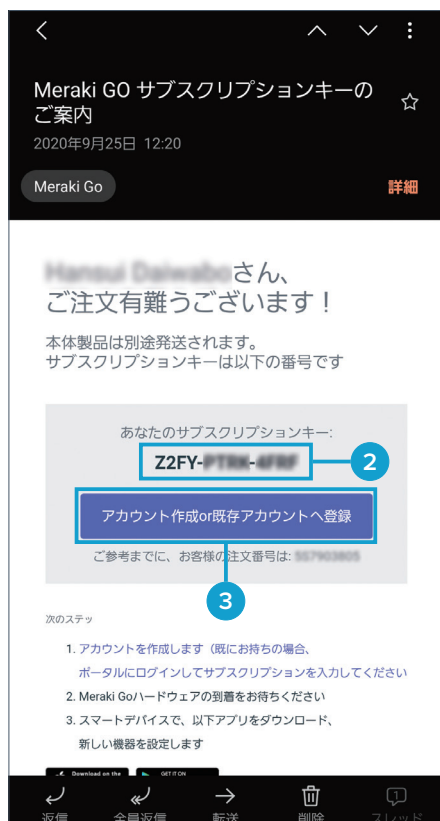 Meraki GO サブスクリプションキーの
ご案内
2020年9月25日 12:20
Meraki Go
詳細
さん、
ご注文有難うございます！
本体製品は別途発送されます。
サブスクリプションキーは以下の番号です
あなたのサブスクリプションキー:
Z2FY-
2
アカウント作成or既存アカウントへ登録
ご参考までに、お客様の注文番号は:
3
次のステッ
1. アカウントを作成します（既にお持ちの場合、
ポータルにログインしてサブスクリプションを入力してください
2. Meraki Goハードウェアの到着をお待ちください
3. スマートデバイスで、以下アプリをダウンロード、
新しい機器を設定します
Download on the
GET IT ON
返信
全員返信
転送
削除
1
スレッド